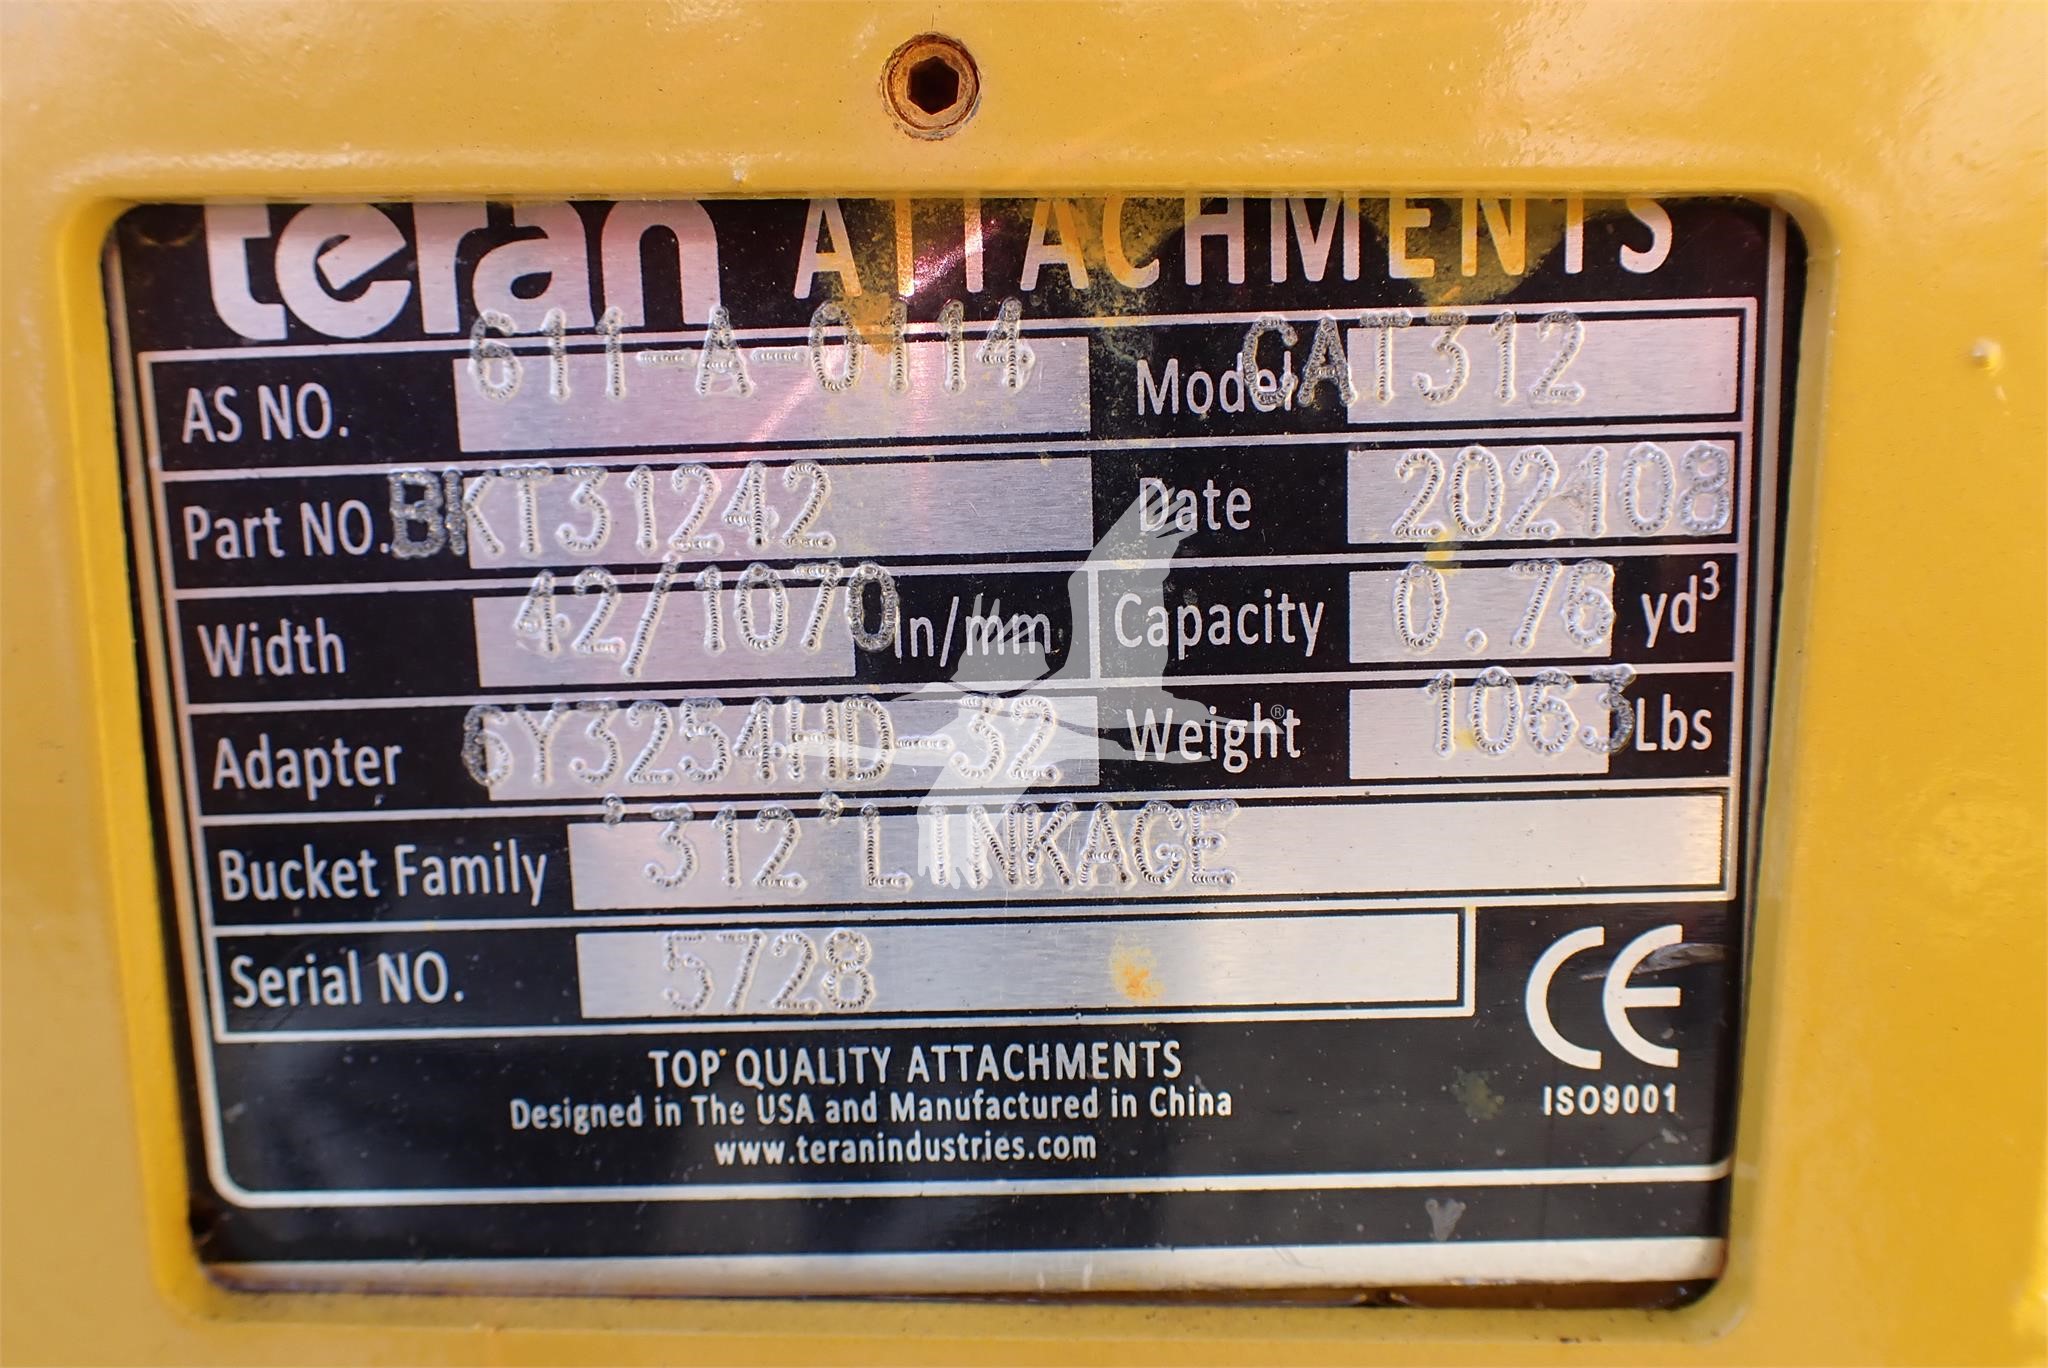 teran ATTACHMENTS
AS NO. 611-A-0114 Model CAT312
Part NO. BKT31242 Date 202108
Width 42/1070 In/mm Capacity 0.76 yd³
Adapter 6Y3254HD-32 Weight 1063 Lbs
Bucket Family '312'LINKAGE
Serial NO. 5728
CE
ISO9001
TOP QUALITY ATTACHMENTS
Designed in The USA and Manufactured in China
www.teranindustries.com
®